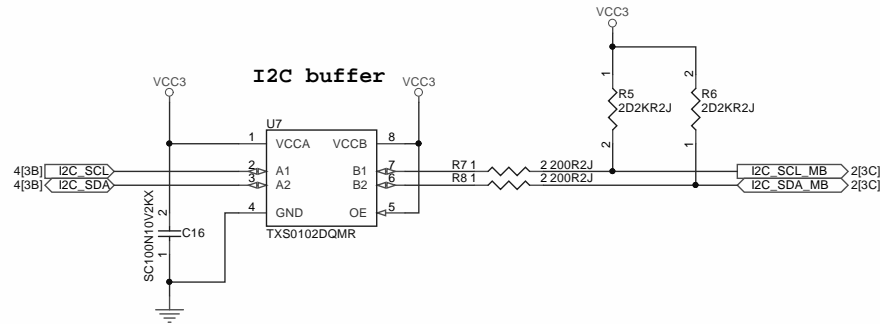 VCC3
I2C buffer
VCC3
VCC3
1
2
R5
2D2KR2J
R6
2D2KR2J
2
1
U7
1
VCCA
VCCB
8
4[3B]
I2C_SCL
2
A1
B1
7
R7 1
2 200R2J
I2C_SCL_MB
2[3C]
4[3B]
I2C_SDA
3
A2
B2
6
R8 1
2 200R2J
I2C_SDA_MB
2[3C]
4
GND
OE
5
TXS0102DQMR
SC100N10V2KX
2
1
C16